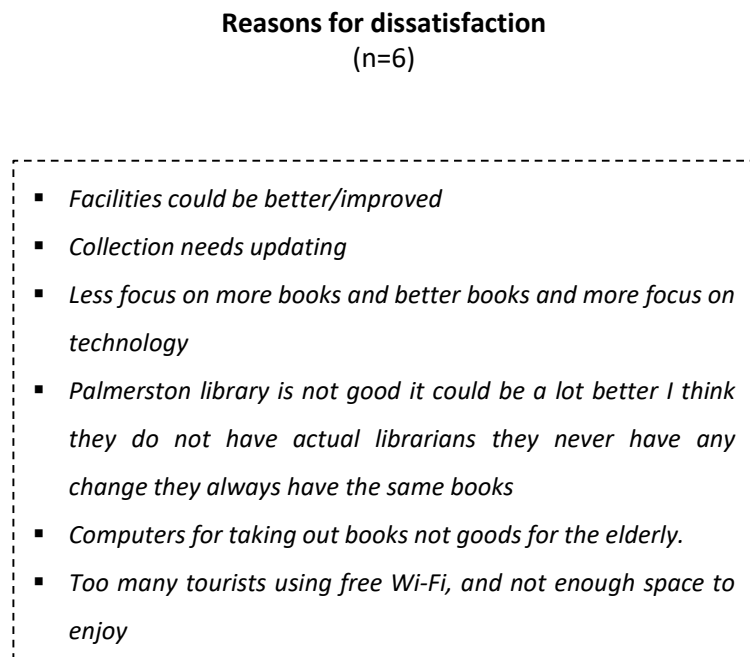 Reasons for dissatisfaction
(n=6)
▪ Facilities could be better/improved
▪ Collection needs updating
▪ Less focus on more books and better books and more focus on
technology
▪ Palmerston library is not good it could be a lot better I think
they do not have actual librarians they never have any
change they always have the same books
▪ Computers for taking out books not goods for the elderly.
▪ Too many tourists using free Wi-Fi, and not enough space to
enjoy